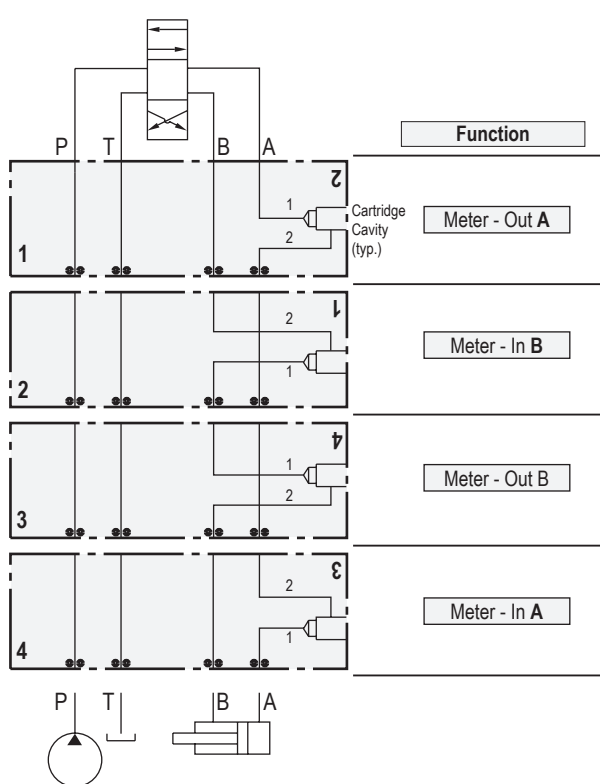 Function
P T B A
2
1
Cartridge
Cavity
(typ.)
2
1
Meter - Out A
1
2
1
2
Meter - In B
4
1
2
3
Meter - Out B
3
2
1
4
Meter - In A
P T B A